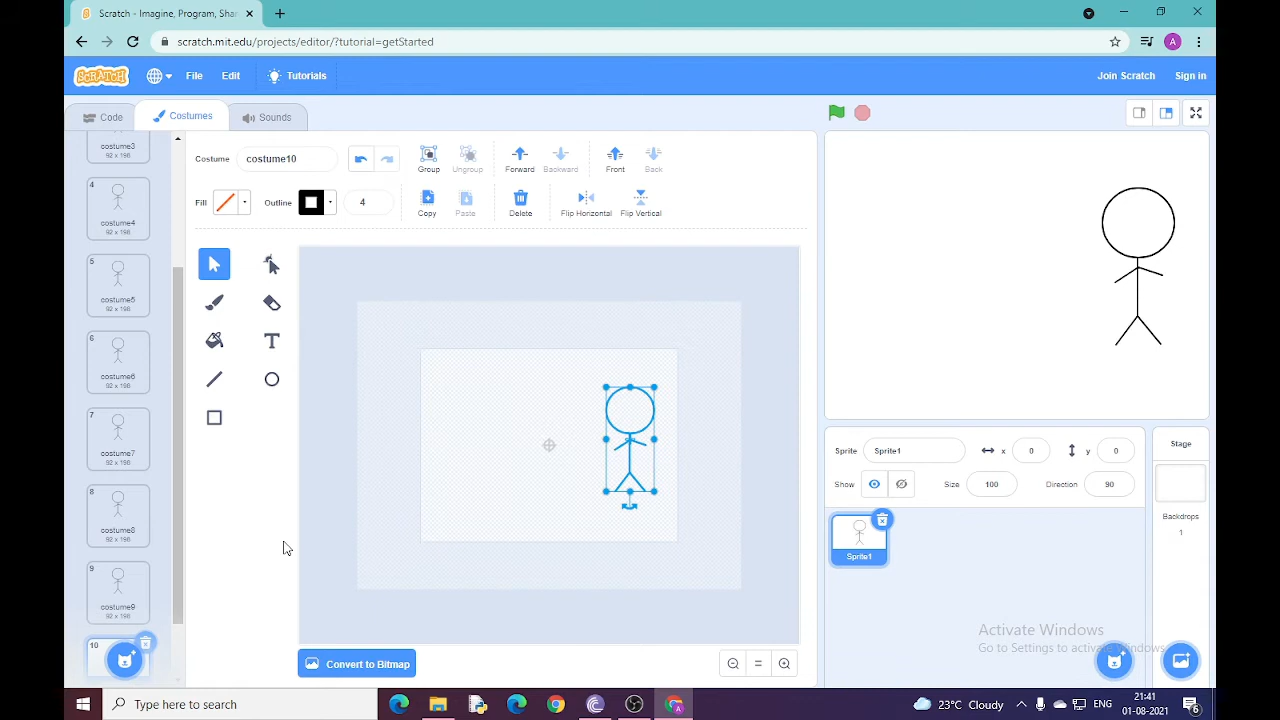 Scratch - Imagine, Program, Shar
scratch.mit.edu/projects/editor/?tutorial=getStarted
A
SCRATCH
File
Edit
Tutorials
Join Scratch
Sign in
Code
Costumes
Sounds
costume3
92 x 198
4
costume4
92 x 198
5
costume5
92 x 198
6
costume6
92 x 198
7
costume7
92 x 198
8
costume8
92 x 198
9
costume9
92 x 198
10
Costume
costume10
Group
Ungroup
Forward
Backward
Front
Back
Fill
Outline
4
Copy
Paste
Delete
Flip Horizontal
Flip Vertical
T
Convert to Bitmap
Sprite
Sprite1
x
0
y
0
Show
Size
100
Direction
90
Sprite1
Stage
Backdrops
1
Activate Windows
Go to Settings to activate Windows.
Type here to search
23°C Cloudy
ENG
21:41
01-08-2021